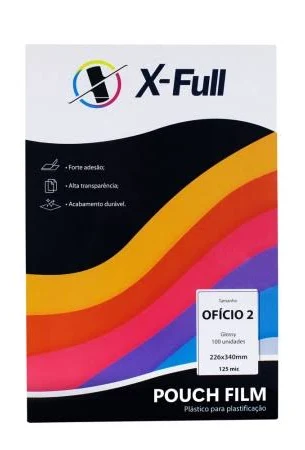 X-Full
• Forte adesão;
• Alta transparência;
• Acabamento durável.
Tamanho
OFÍCIO 2
Glossy
100 unidades
226x340mm
125 mic
POUCH FILM
Plástico para plastificação